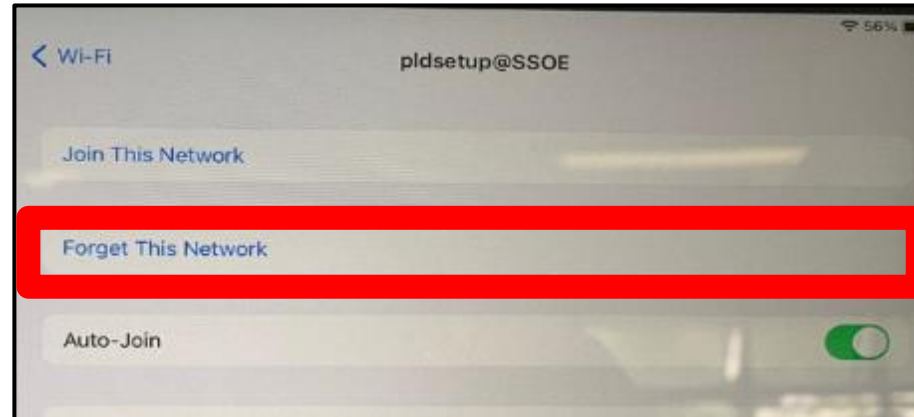 56%
Wi-Fi
pldsetup@SSOE
Join This Network
Forget This Network
Auto-Join